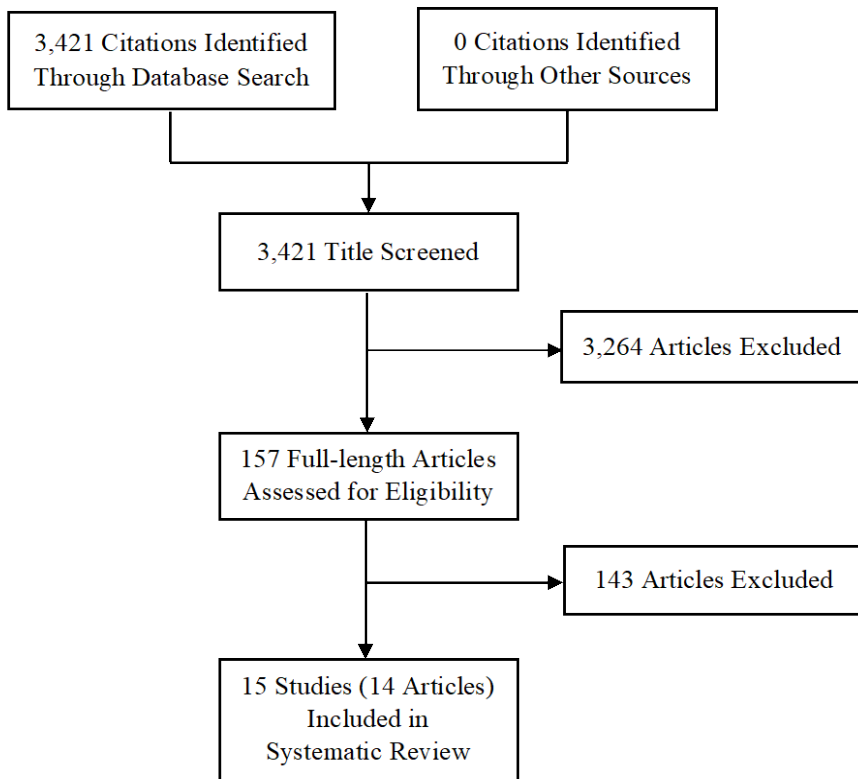 3,421 Citations Identified
Through Database Search
0 Citations Identified
Through Other Sources
3,421 Title Screened
3,264 Articles Excluded
157 Full-length Articles
Assessed for Eligibility
143 Articles Excluded
15 Studies (14 Articles)
Included in
Systematic Review